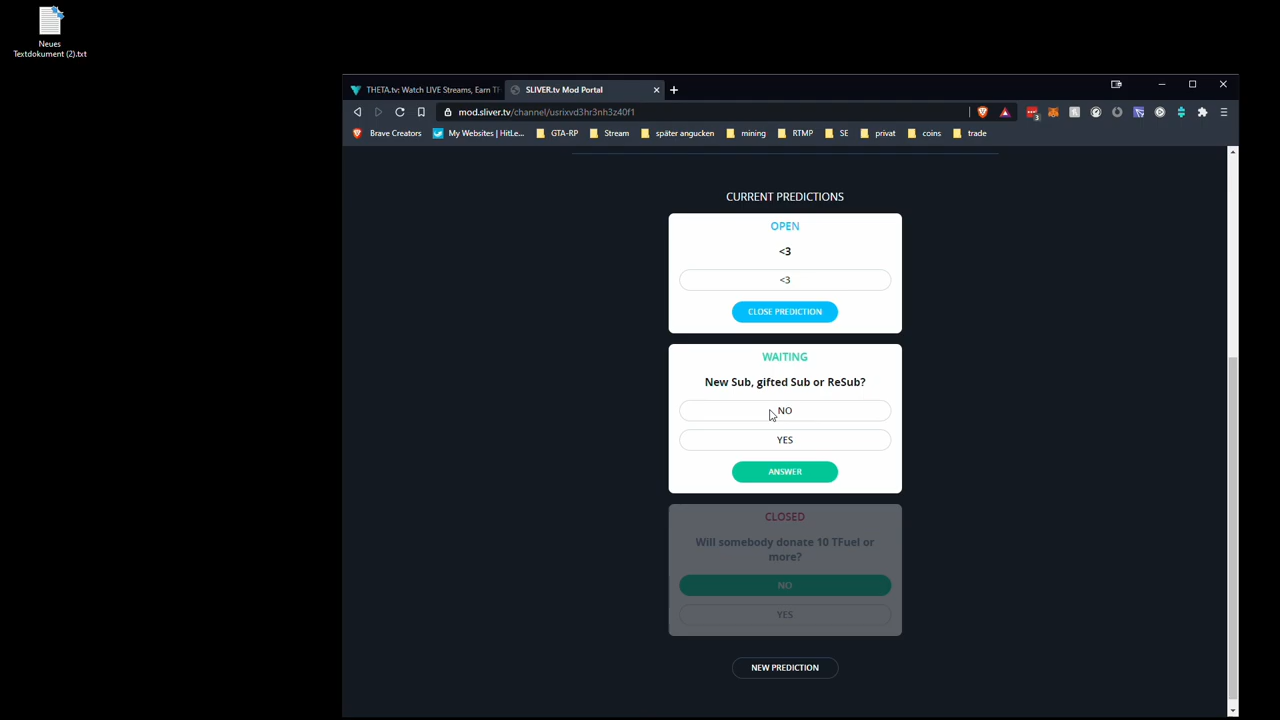 Neues
Textdokument (2).txt
THETA.tv: Watch LIVE Streams, Earn TF
SLIVER.tv Mod Portal
mod.sliver.tv/channel/usrixvd3hr3nh3z40f1
3
Brave Creators
My Websites | HitLe...
GTA-RP
Stream
später angucken
mining
RTMP
SE
privat
coins
trade
CURRENT PREDICTIONS
OPEN
<3
<3
CLOSE PREDICTION
WAITING
New Sub, gifted Sub or ReSub?
NO
YES
ANSWER
CLOSED
Will somebody donate 10 TFuel or
more?
NO
YES
NEW PREDICTION